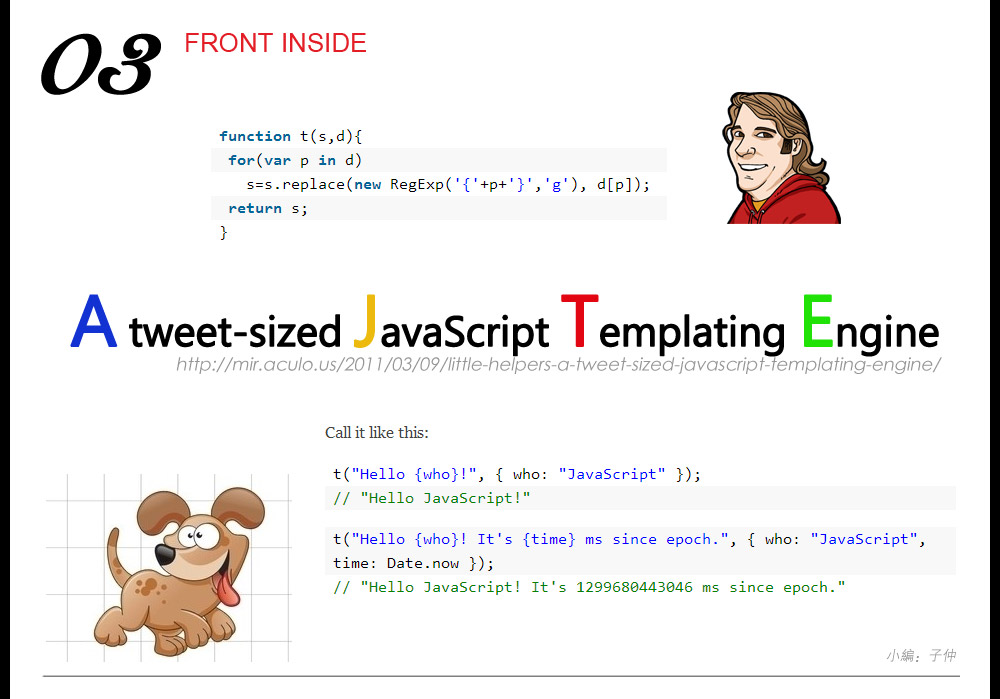 03 FRONT INSIDE
function t(s,d){
for(var p in d)
s=s.replace(new RegExp('{'+p+'}','g'), d[p]);
return s;
}
A tweet-sized JavaScript Templating Engine
http://mir.aculo.us/2011/03/09/little-helpers-a-tweet-sized-javascript-templating-engine/
Call it like this:
t("Hello {who}!", { who: "JavaScript" });
// "Hello JavaScript!"
t("Hello {who}! It's {time} ms since epoch.", { who: "JavaScript",
time: Date.now });
// "Hello JavaScript! It's 1299680443046 ms since epoch."
小編：子仲